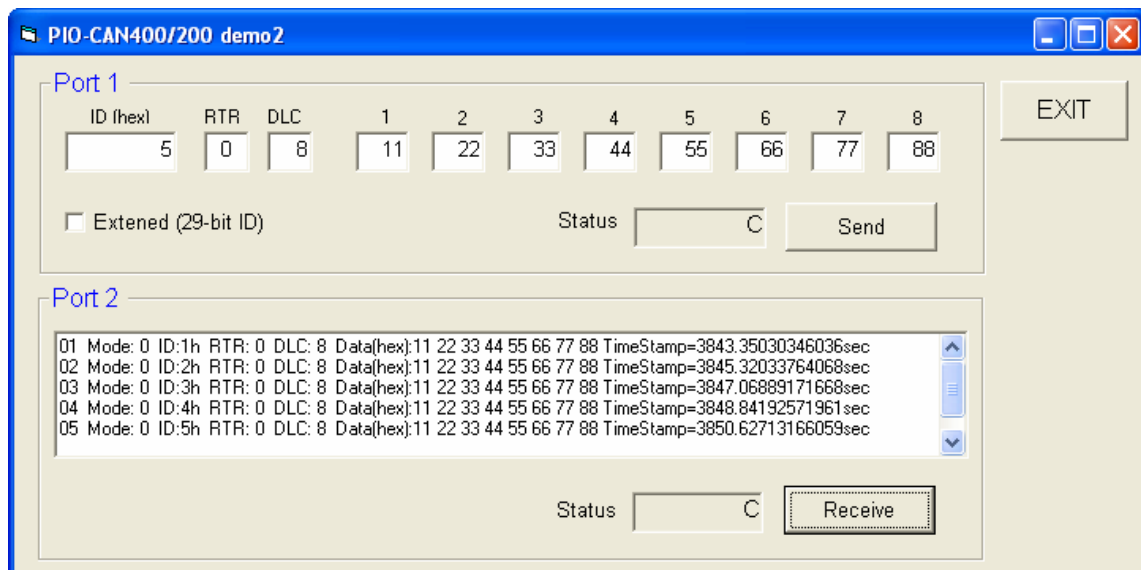 PIO-CAN400/200 demo2
Port 1
EXIT
ID (hex) RTR DLC 1 2 3 4 5 6 7 8
5 0 8 11 22 33 44 55 66 77 88
Extened (29-bit ID) Status C Send
Port 2
01 Mode: 0 ID:1h RTR: 0 DLC: 8 Data(hex):11 22 33 44 55 66 77 88 TimeStamp=3843.35030346036sec
02 Mode: 0 ID:2h RTR: 0 DLC: 8 Data(hex):11 22 33 44 55 66 77 88 TimeStamp=3845.32033764068sec
03 Mode: 0 ID:3h RTR: 0 DLC: 8 Data(hex):11 22 33 44 55 66 77 88 TimeStamp=3847.06889171668sec
04 Mode: 0 ID:4h RTR: 0 DLC: 8 Data(hex):11 22 33 44 55 66 77 88 TimeStamp=3848.84192571961sec
05 Mode: 0 ID:5h RTR: 0 DLC: 8 Data(hex):11 22 33 44 55 66 77 88 TimeStamp=3850.62713166059sec
Status C Receive